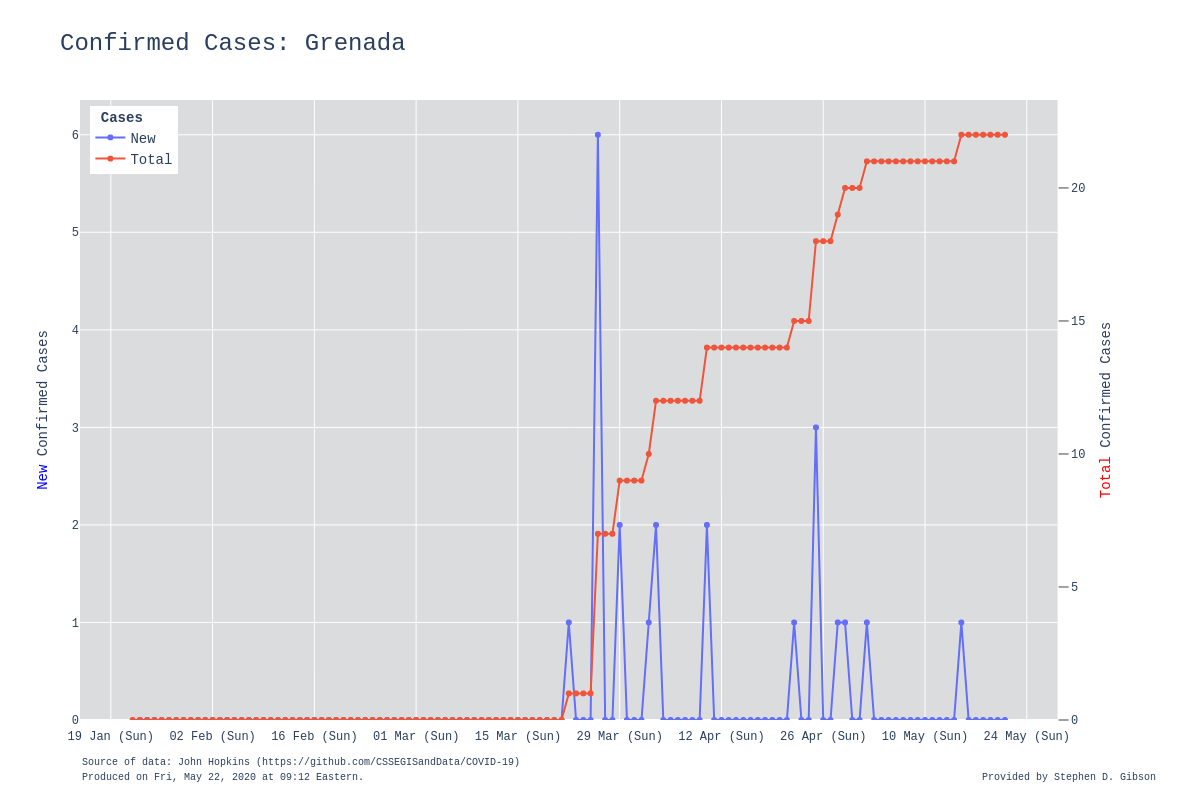 Confirmed Cases: Grenada
Cases
New
Total
6
5
4
3
2
1
0
20
15
10
5
0
New Confirmed Cases
Total Confirmed Cases
19 Jan (Sun) 02 Feb (Sun) 16 Feb (Sun) 01 Mar (Sun) 15 Mar (Sun) 29 Mar (Sun) 12 Apr (Sun) 26 Apr (Sun) 10 May (Sun) 24 May (Sun)
Source of data: John Hopkins (https://github.com/CSSEGISandData/COVID-19)
Produced on Fri, May 22, 2020 at 09:12 Eastern.
Provided by Stephen D. Gibson